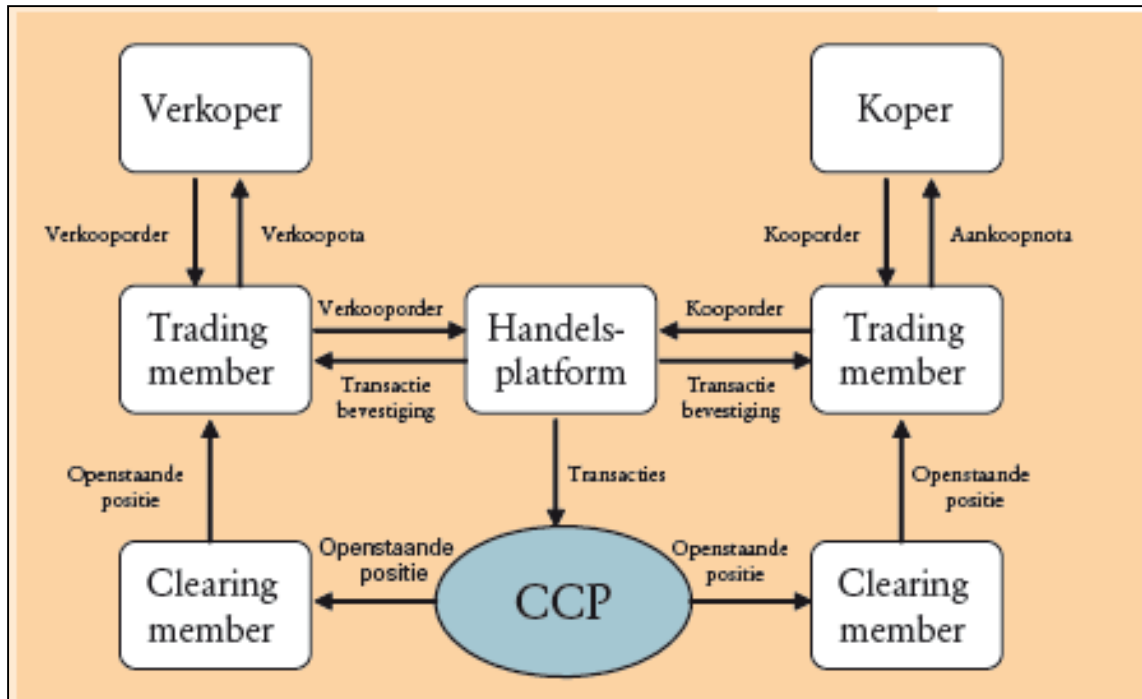 Verkoper
Koper
Verkooporder
Verkoopota
Kooporder
Aankoopnota
Trading
member
Verkooporder
Transactie
bevestiging
Handels-
platform
Kooporder
Transactie
bevestiging
Trading
member
Openstaande
positie
Transacties
Openstaande
positie
Clearing
member
Openstaande
positie
CCP
Openstaande
positie
Clearing
member